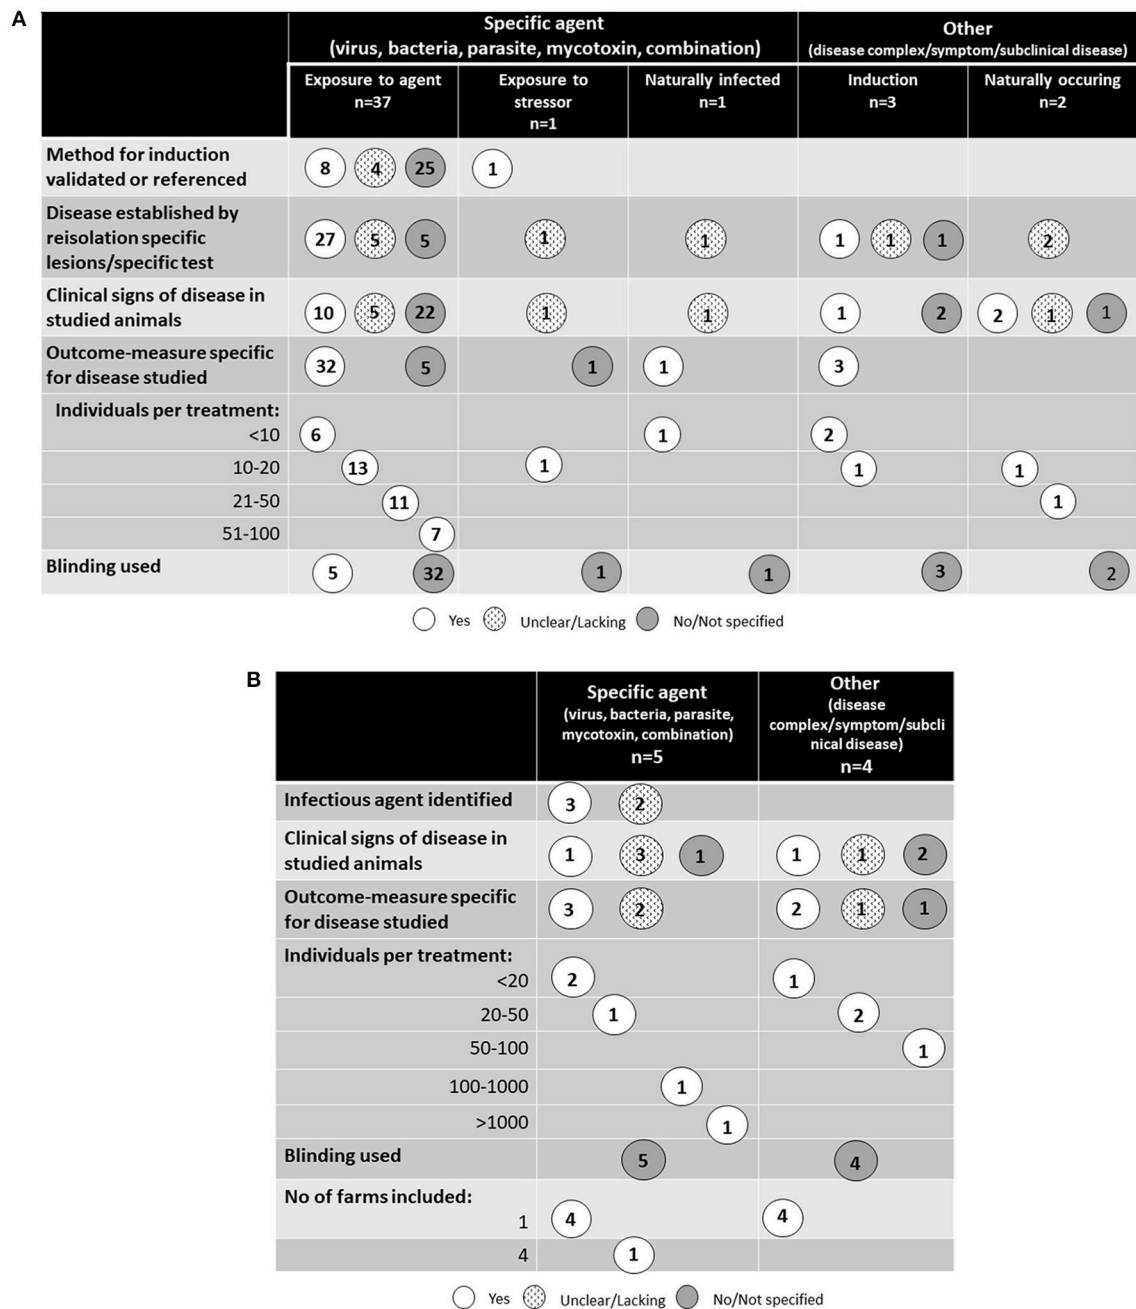 A
Specific agent
(virus, bacteria, parasite, mycotoxin, combination)
Other
(disease complex/symptom/subclinical disease)
Exposure to agent
n=37
Exposure to
stressor
n=1
Naturally infected
n=1
Induction
n=3
Naturally occuring
n=2
Method for induction
validated or referenced
8 4 25 1
Disease established by
reisolation specific
lesions/specific test
27 5 5 1 1 1 1 1 2
Clinical signs of disease in
studied animals
10 5 22 1 1 1 2 2 1 1
Outcome-measure specific
for disease studied
32 5 1 1 3
Individuals per treatment:
<10 6 1 2
10-20 13 1 1 1
21-50 11 1
51-100 7
Blinding used 5 32 1 1 3 2
Yes Unclear/Lacking No/Not specified
B
Specific agent
(virus, bacteria, parasite,
mycotoxin, combination)
n=5
Other
(disease
complex/symptom/subcli
nical disease)
n=4
Infectious agent identified 3 2
Clinical signs of disease in
studied animals
1 3 1 1 1 2
Outcome-measure specific
for disease studied
3 2 2 1 1
Individuals per treatment:
<20 2 1
20-50 1 2
50-100 1
100-1000 1
>1000 1
Blinding used 5 4
No of farms included:
1 4 4
4 1
Yes Unclear/Lacking No/Not specified